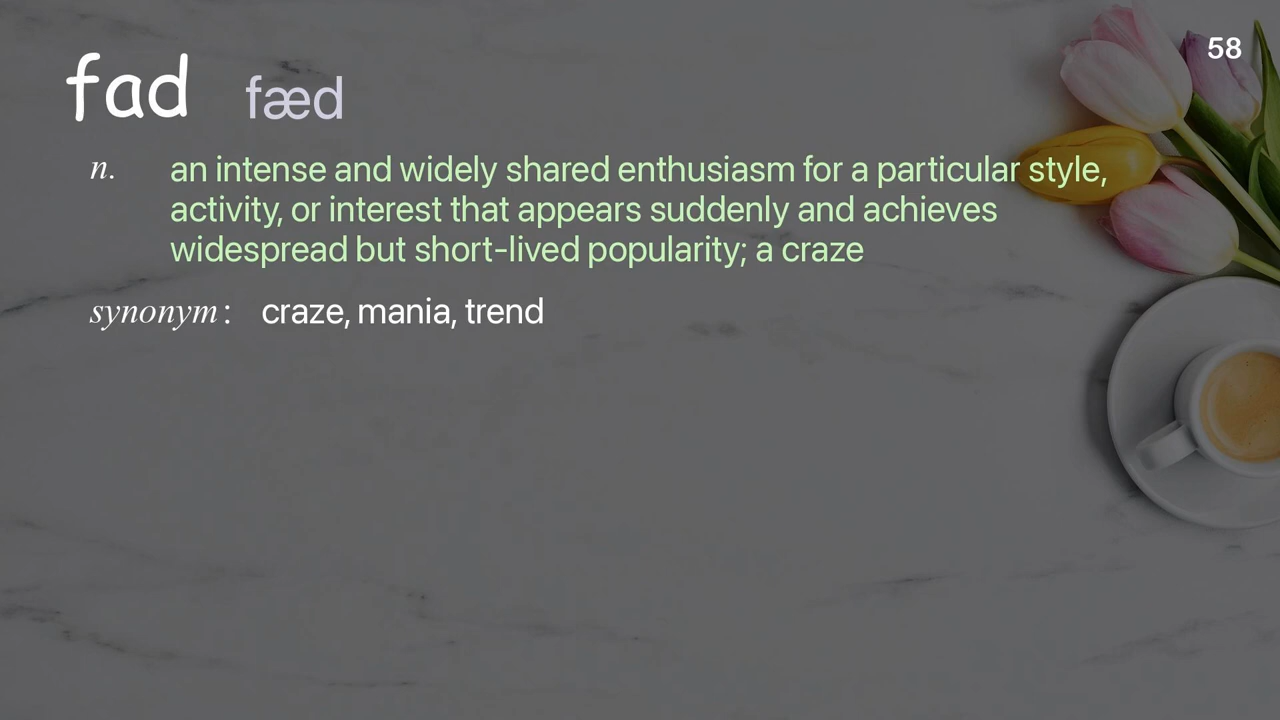 58
fad fæd
n. an intense and widely shared enthusiasm for a particular style,
activity, or interest that appears suddenly and achieves
widespread but short-lived popularity; a craze
synonym: craze, mania, trend